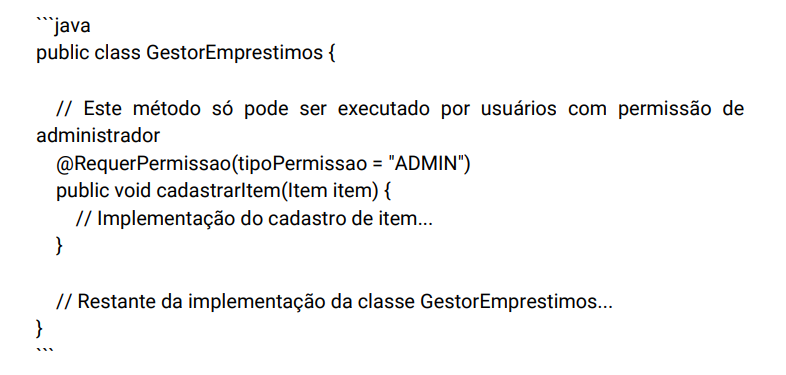 ```java
public class GestorEmprestimos {
// Este método só pode ser executado por usuários com permissão de
administrador
@RequerPermissao(tipoPermissao = "ADMIN")
public void cadastrarItem(Item item) {
// Implementação do cadastro de item...
}
// Restante da implementação da classe GestorEmprestimos...
}
```